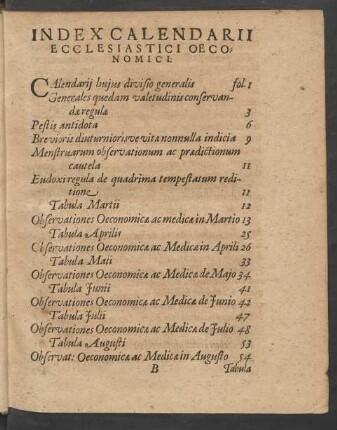 INDEX CALENDARII
ECCLESIASTICI OECO-
NOMICI.
CAlendarij hujus divisio generalis fol. 1
Generales quædam valetudinis conservan-
dæ regulæ 3
Pestis antidota 6
Brevioris diuturniorisve vitæ nonnulla indicia 9
Menstruarum observationum ac prædictionum
cautela 11
Eudoxi regula de quadrima tempestatum redi-
tione 11
Tabula Martii 12
Observationes Oeconomicæ ac medicæ in Martio 13
Tabula Aprilis 25
Observationes Oeconomicæ ac Medicæ in Aprili 26
Tabula Maii 33
Observationes Oeconomicæ ac Medicæ de Majo 34
Tabula Junii 41
Observationes Oeconomicæ ac Medicæ de Junio 42
Tabula Julii 47
Observationes Oeconomicæ ac Medicæ de Julio 48
Tabula Augusti 53
Observat: Oeconomicæ ac Medicæ in Augusto 54
B Tabula